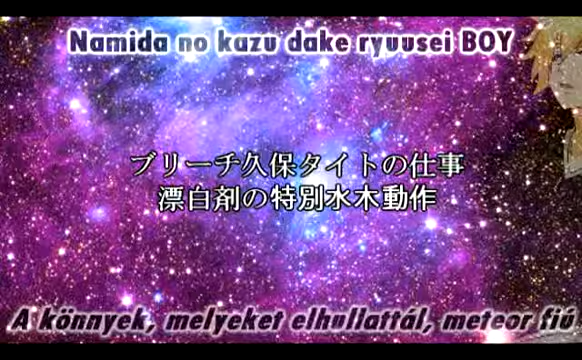 Namida no kazu dake ryuusei BOY
ブリーチ久保タイトの仕事
漂白剤の特別水木動作
A könnyek, melyeket elhullattál, meteor fiú